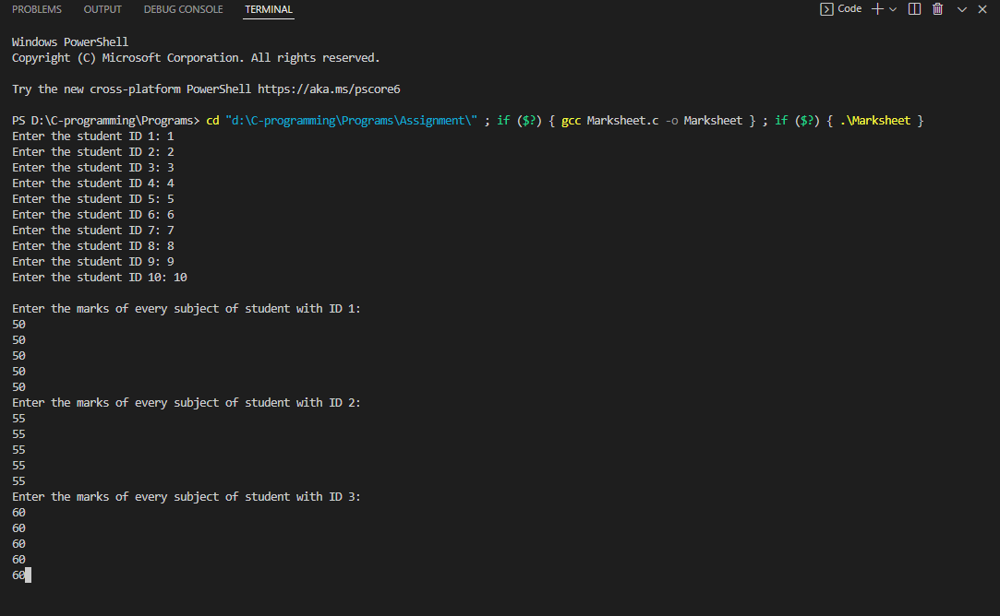 PROBLEMS OUTPUT DEBUG CONSOLE TERMINAL Code
Windows PowerShell
Copyright (C) Microsoft Corporation. All rights reserved.
Try the new cross-platform PowerShell https://aka.ms/pscore6
PS D:\C-programming\Programs> cd "d:\C-programming\Programs\Assignment\" ; if ($?) { gcc Marksheet.c -o Marksheet } ; if ($?) { .\Marksheet }
Enter the student ID 1: 1
Enter the student ID 2: 2
Enter the student ID 3: 3
Enter the student ID 4: 4
Enter the student ID 5: 5
Enter the student ID 6: 6
Enter the student ID 7: 7
Enter the student ID 8: 8
Enter the student ID 9: 9
Enter the student ID 10: 10
Enter the marks of every subject of student with ID 1:
50
50
50
50
50
Enter the marks of every subject of student with ID 2:
55
55
55
55
55
Enter the marks of every subject of student with ID 3:
60
60
60
60
60